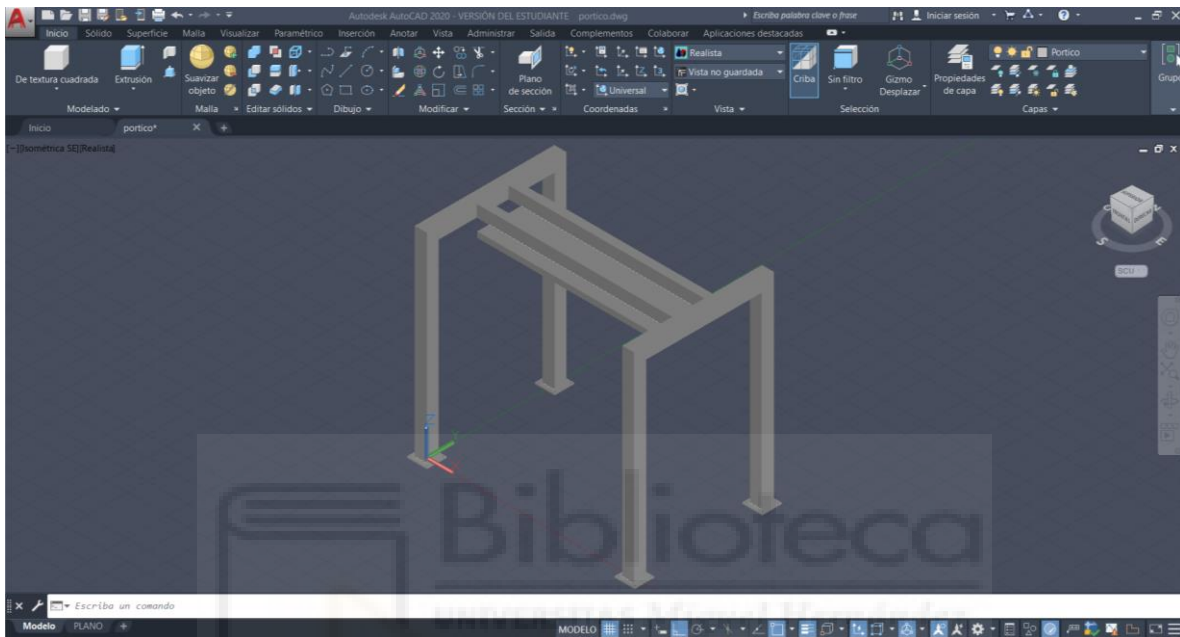 Autodesk AutoCAD 2020 - VERSIÓN DEL ESTUDIANTE portico.dwg
Escriba palabra clave o frase
Iniciar sesión
Inicio Sólido Superficie Malla Visualizar Paramétrico Inserción Anotar Vista Administrar Salida Complementos Colaborar Aplicaciones destacadas
Realista
Vista no guardada
Universal
Portico
De textura cuadrada
Extrusión
Suavizar objeto
Plano de sección
Criba
Sin filtro
Gizmo Desplazar
Propiedades de capa
Grupo
Modelado Malla Editar sólidos Dibujo Modificar Sección Coordenadas Vista Selección Capas
Inicio portico*
[−][Isométrica SE][Realista]
SCU
Z
Biblioteca
Escriba un comando
Modelo PLANO +
MODELO